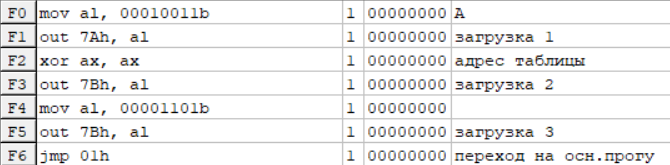 F0 mov al, 00010011b 1 00000000 А
F1 out 7Ah, al 1 00000000 загрузка 1
F2 xor ax, ax 1 00000000 адрес таблицы
F3 out 7Bh, al 1 00000000 загрузка 2
F4 mov al, 00001101b 1 00000000
F5 out 7Bh, al 1 00000000 загрузка 3
F6 jmp 01h 1 00000000 переход на осн.прогу